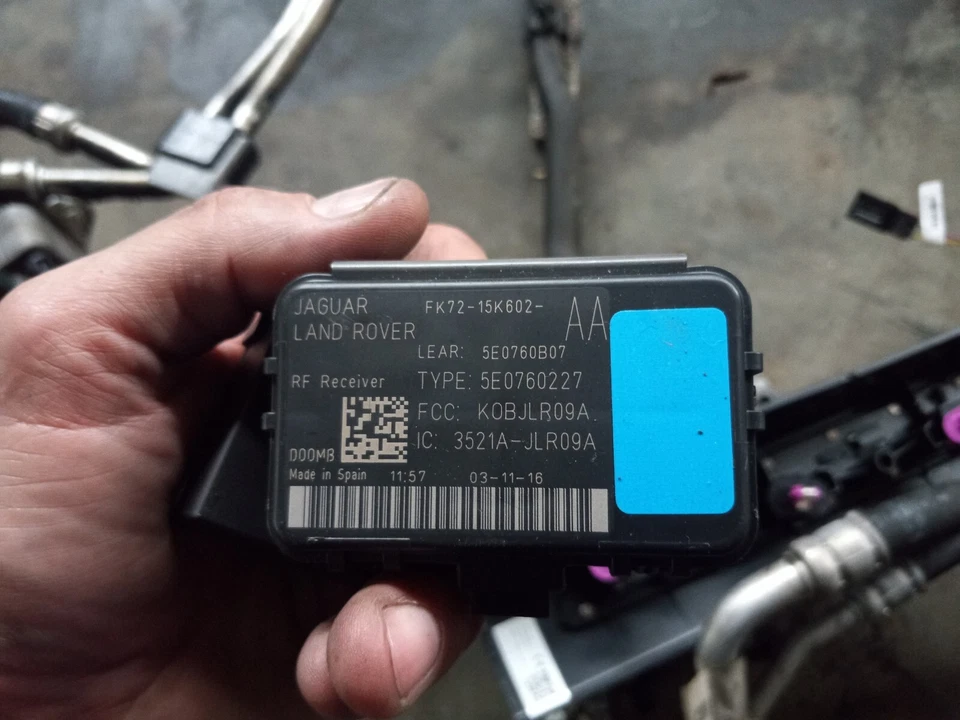 JAGUAR FK72-15K602- AA
LAND ROVER
LEAR: 5E0760B07
RF Receiver TYPE: 5E0760227
FCC: KOBJLR09A.
IC: 3521A-JLR09A
DOOMB
Made in Spain 11:57 03-11-16